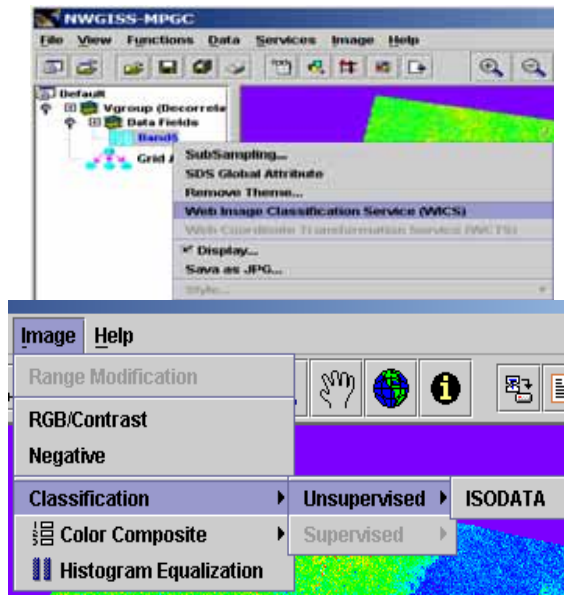 NWGISS-MPGC
File View Functions Data Services Image Help
Default
Vgroup (Decorrele
Data Fields
Band5
Grid
SubSampling...
SDS Global Attribute
Remove Theme...
Web Image Classification Service (WICS)
Web Coordinate Transformation Service (WCTS)
Display...
Sava as JPG...
Style...
Image Help
Range Modification
RGB/Contrast
Negative
Classification Unsupervised ISODATA
Color Composite Supervised
Histogram Equalization